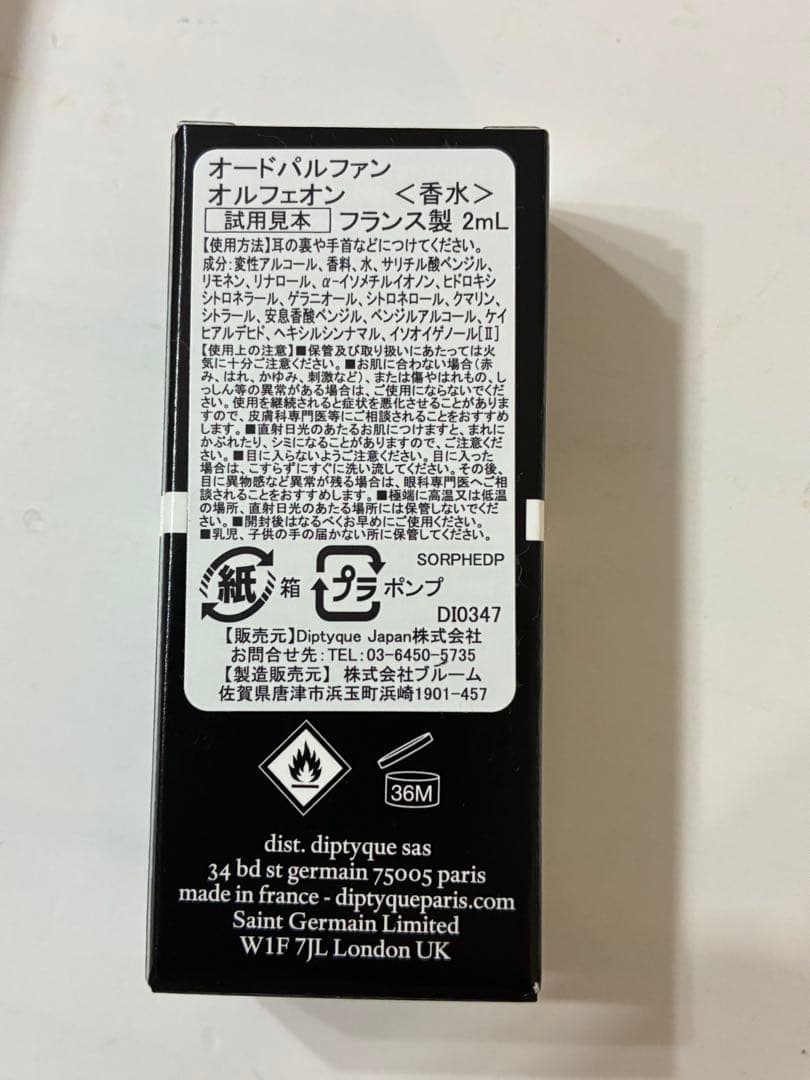 オードパルファン
オルフェオン ＜香水＞
試用見本 フランス製 2mL
【使用方法】耳の裏や手首などにつけてください。
成分：変性アルコール、香料、水、サリチル酸ベンジル、
リモネン、リナロール、α-イソメチルイオノン、ヒドロキシ
シトロネラール、ゲラニオール、シトロネロール、クマリン、
シトラール、安息香酸ベンジル、ベンジルアルコール、ケイ
ヒアルデヒド、ヘキシルシンナマル、イソオイゲノール[Ⅱ]
【使用上の注意】■保管及び取り扱いにあたっては火
気に十分ご注意ください。■お肌に合わない場合（赤
み、はれ、かゆみ、刺激など）、または傷やはれもの、し
っしん等の異常がある場合は、ご使用にならないでくだ
さい。使用を継続されると症状を悪化させることがありま
すので、皮膚科専門医等にご相談されることをおすすめ
します。■直射日光のあたるお肌につけますと、まれに
かぶれたり、シミになることがありますので、ご注意くだ
さい。■目に入らないようご注意ください。目に入った
場合は、こすらずにすぐに洗い流してください。その後、
目に異物感など異常が残る場合は、眼科専門医へご相
談されることをおすすめします。■極端に高温又は低温
の場所、直射日光のあたる場所には保管しないでくだ
さい。■開封後はなるべくお早めにご使用ください。
■乳児、子供の手の届かない所に保管してください。
SORPHEDP
紙 箱 プラ ポンプ
DI0347
【販売元】Diptyque Japan株式会社
お問合せ先：TEL：03-6450-5735
【製造販売元】 株式会社ブルーム
佐賀県唐津市浜玉町浜崎1901-457
36M
dist. diptyque sas
34 bd st germain 75005 paris
made in france - diptyqueparis.com
Saint Germain Limited
W1F 7JL London UK